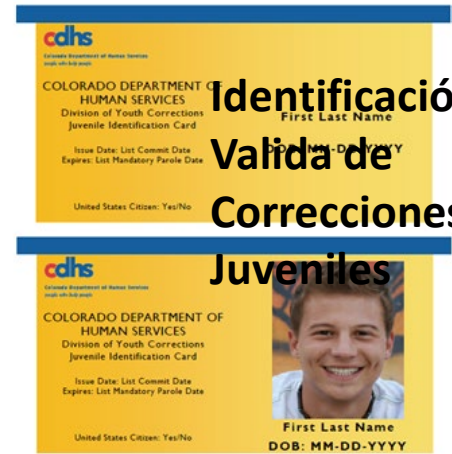 cdhs
Colorado Department of Human Services
people who help people
COLORADO DEPARTMENT OF
HUMAN SERVICES
Division of Youth Corrections
Juvenile Identification Card
Issue Date: List Commit Date
Expires: List Mandatory Parole Date
United States Citizen: Yes/No
First Last Name
DOB: MM-DD-YYYY
Identificació
Valida de
Correcciones
Juveniles
cdhs
Colorado Department of Human Services
people who help people
COLORADO DEPARTMENT OF
HUMAN SERVICES
Division of Youth Corrections
Juvenile Identification Card
Issue Date: List Commit Date
Expires: List Mandatory Parole Date
United States Citizen: Yes/No
First Last Name
DOB: MM-DD-YYYY